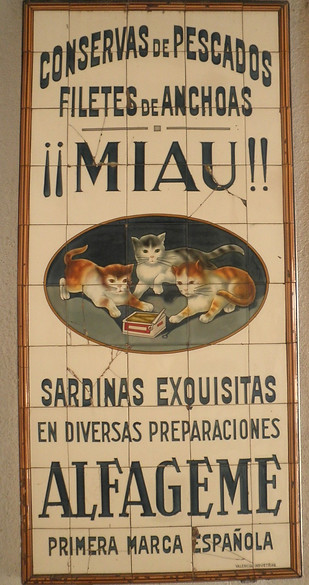 CONSERVAS DE PESCADOS
FILETES DE ANCHOAS
¡¡MIAU!!
SARDINAS EXQUISITAS
EN DIVERSAS PREPARACIONES
ALFAGEME
PRIMERA MARCA ESPAÑOLA